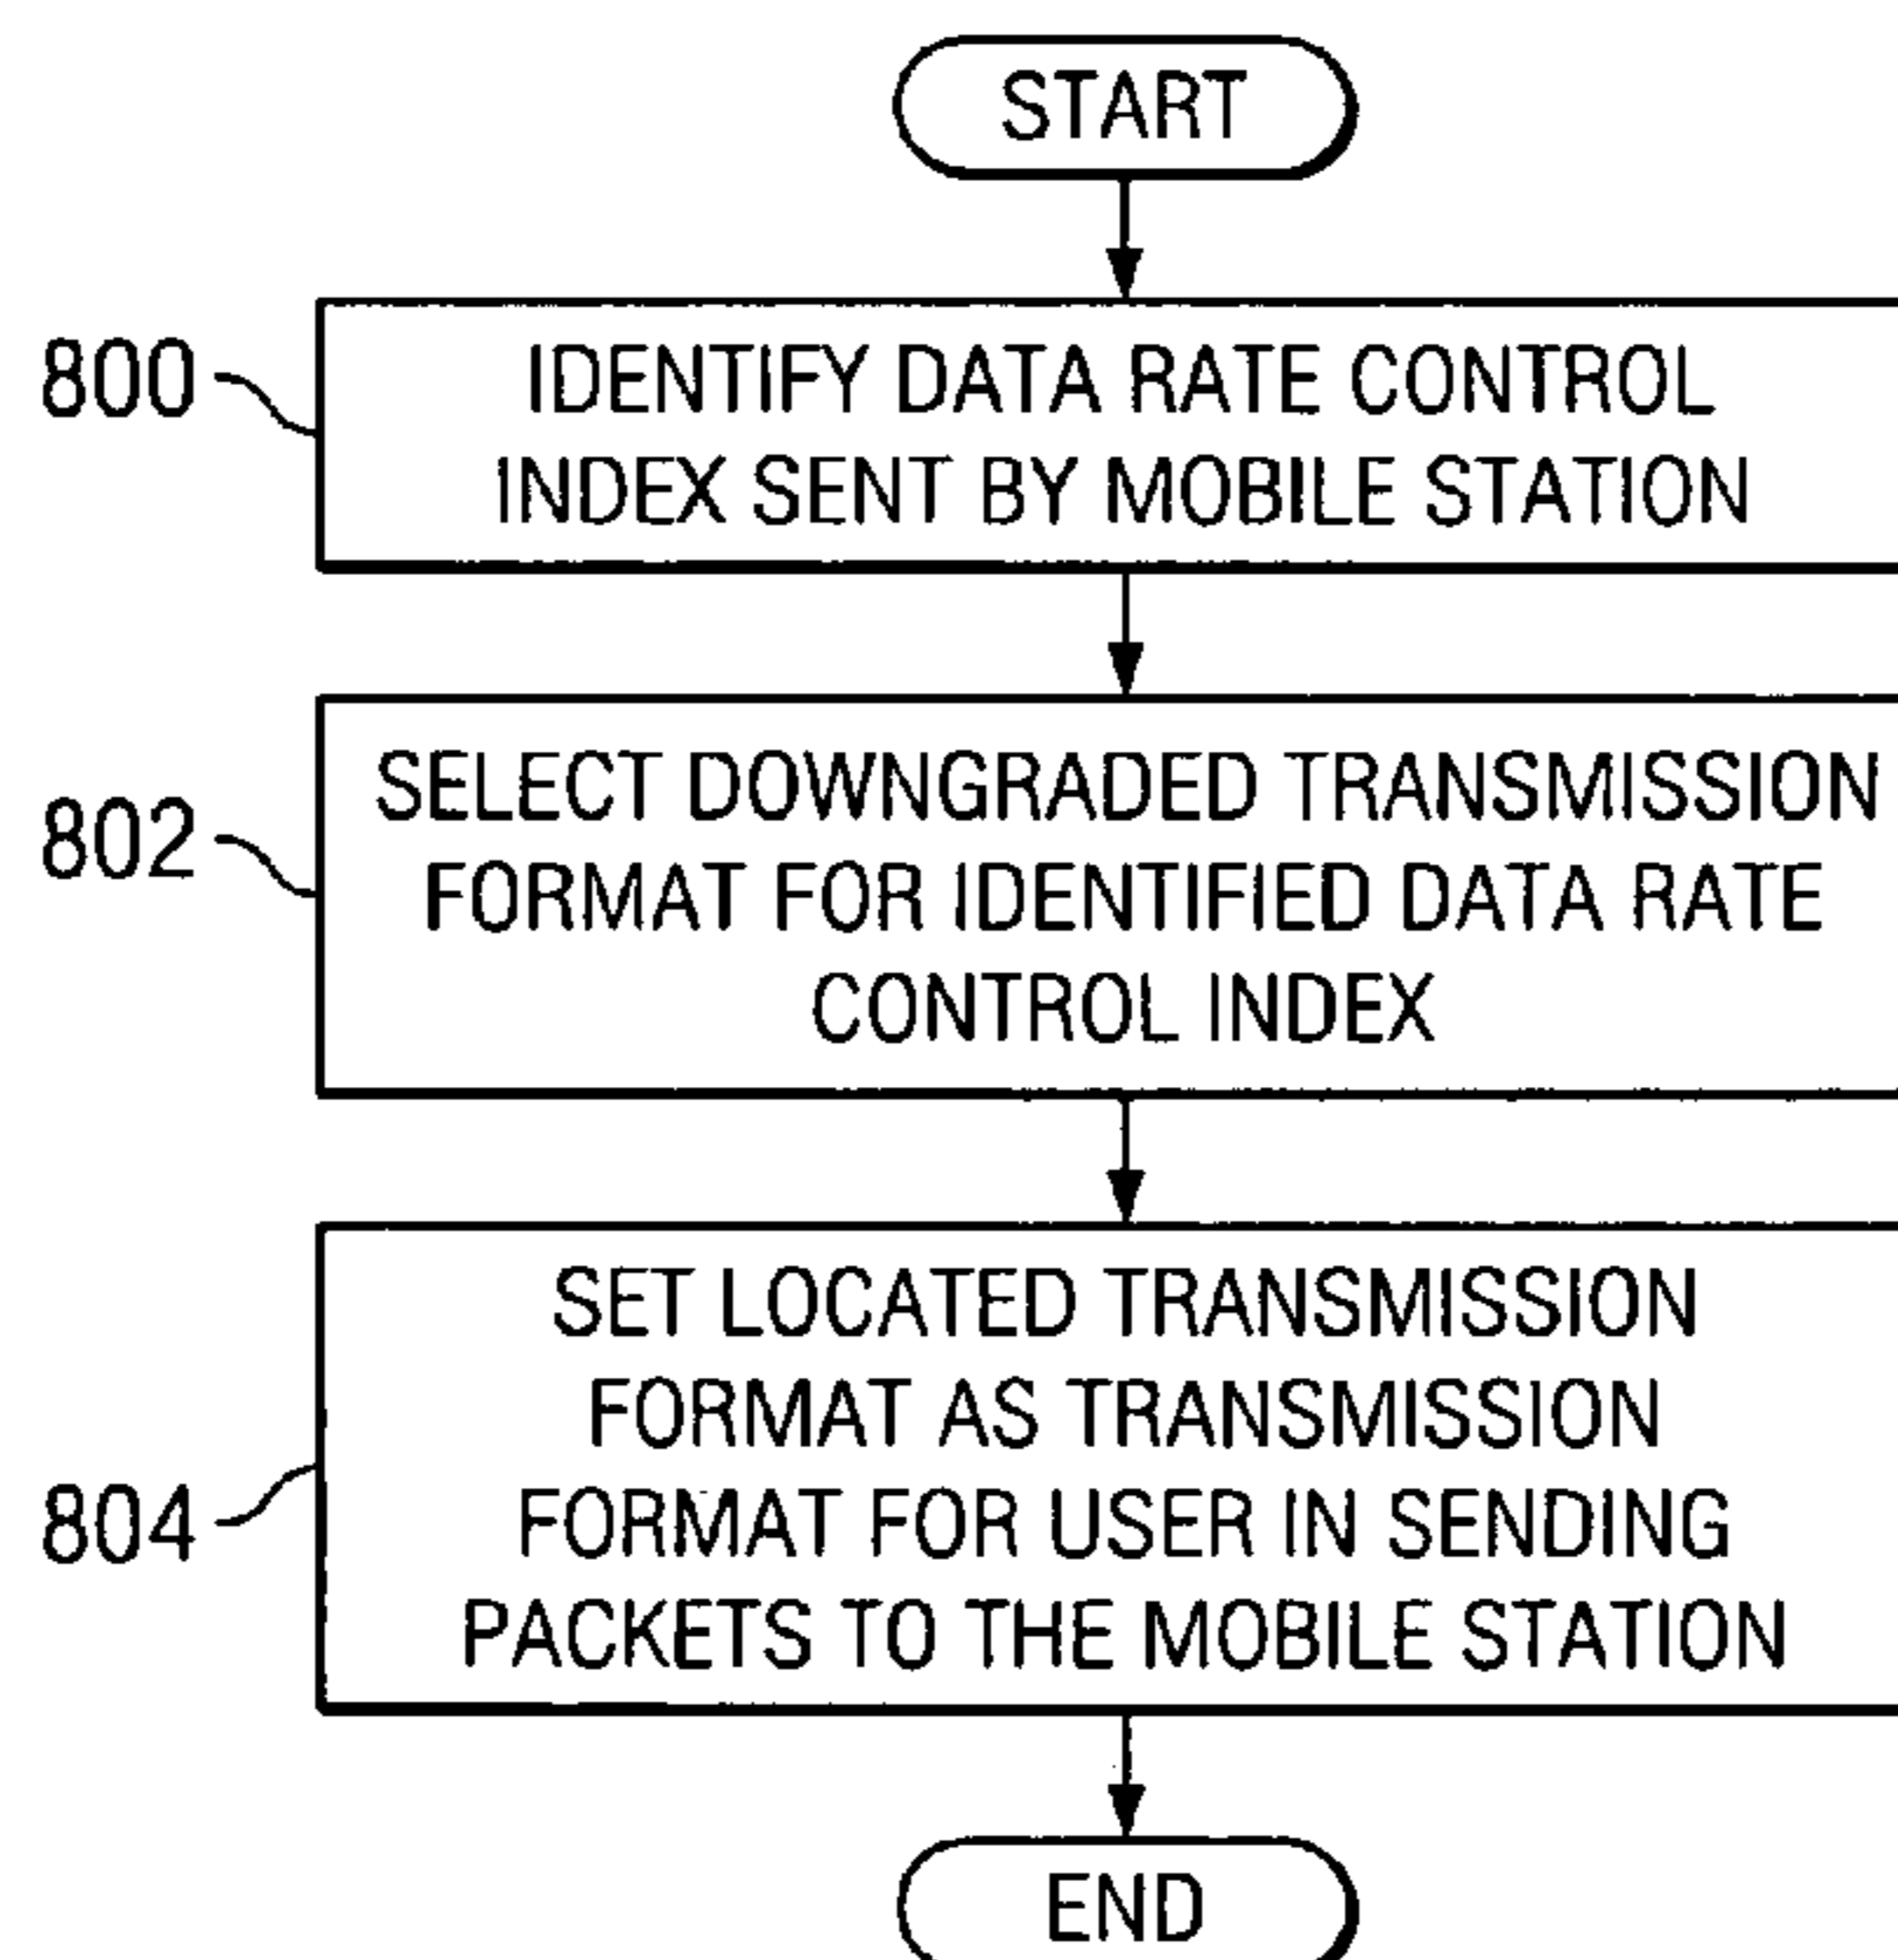 START
800
IDENTIFY DATA RATE CONTROL
INDEX SENT BY MOBILE STATION
802
SELECT DOWNGRADED TRANSMISSION
FORMAT FOR IDENTIFIED DATA RATE
CONTROL INDEX
804
SET LOCATED TRANSMISSION
FORMAT AS TRANSMISSION
FORMAT FOR USER IN SENDING
PACKETS TO THE MOBILE STATION
END